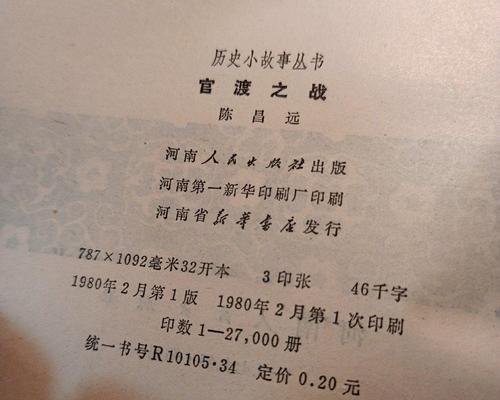 历史小故事丛书
官渡之战
陈昌远
河南人民出版社出版
河南第一新华印刷厂印刷
河南省新华书店发行
787×1092毫米32开本 3印张 46千字
1980年2月第1版 1980年2月第1次印刷
印数1—27,000册
统一书号R10105·34 定价0.20元